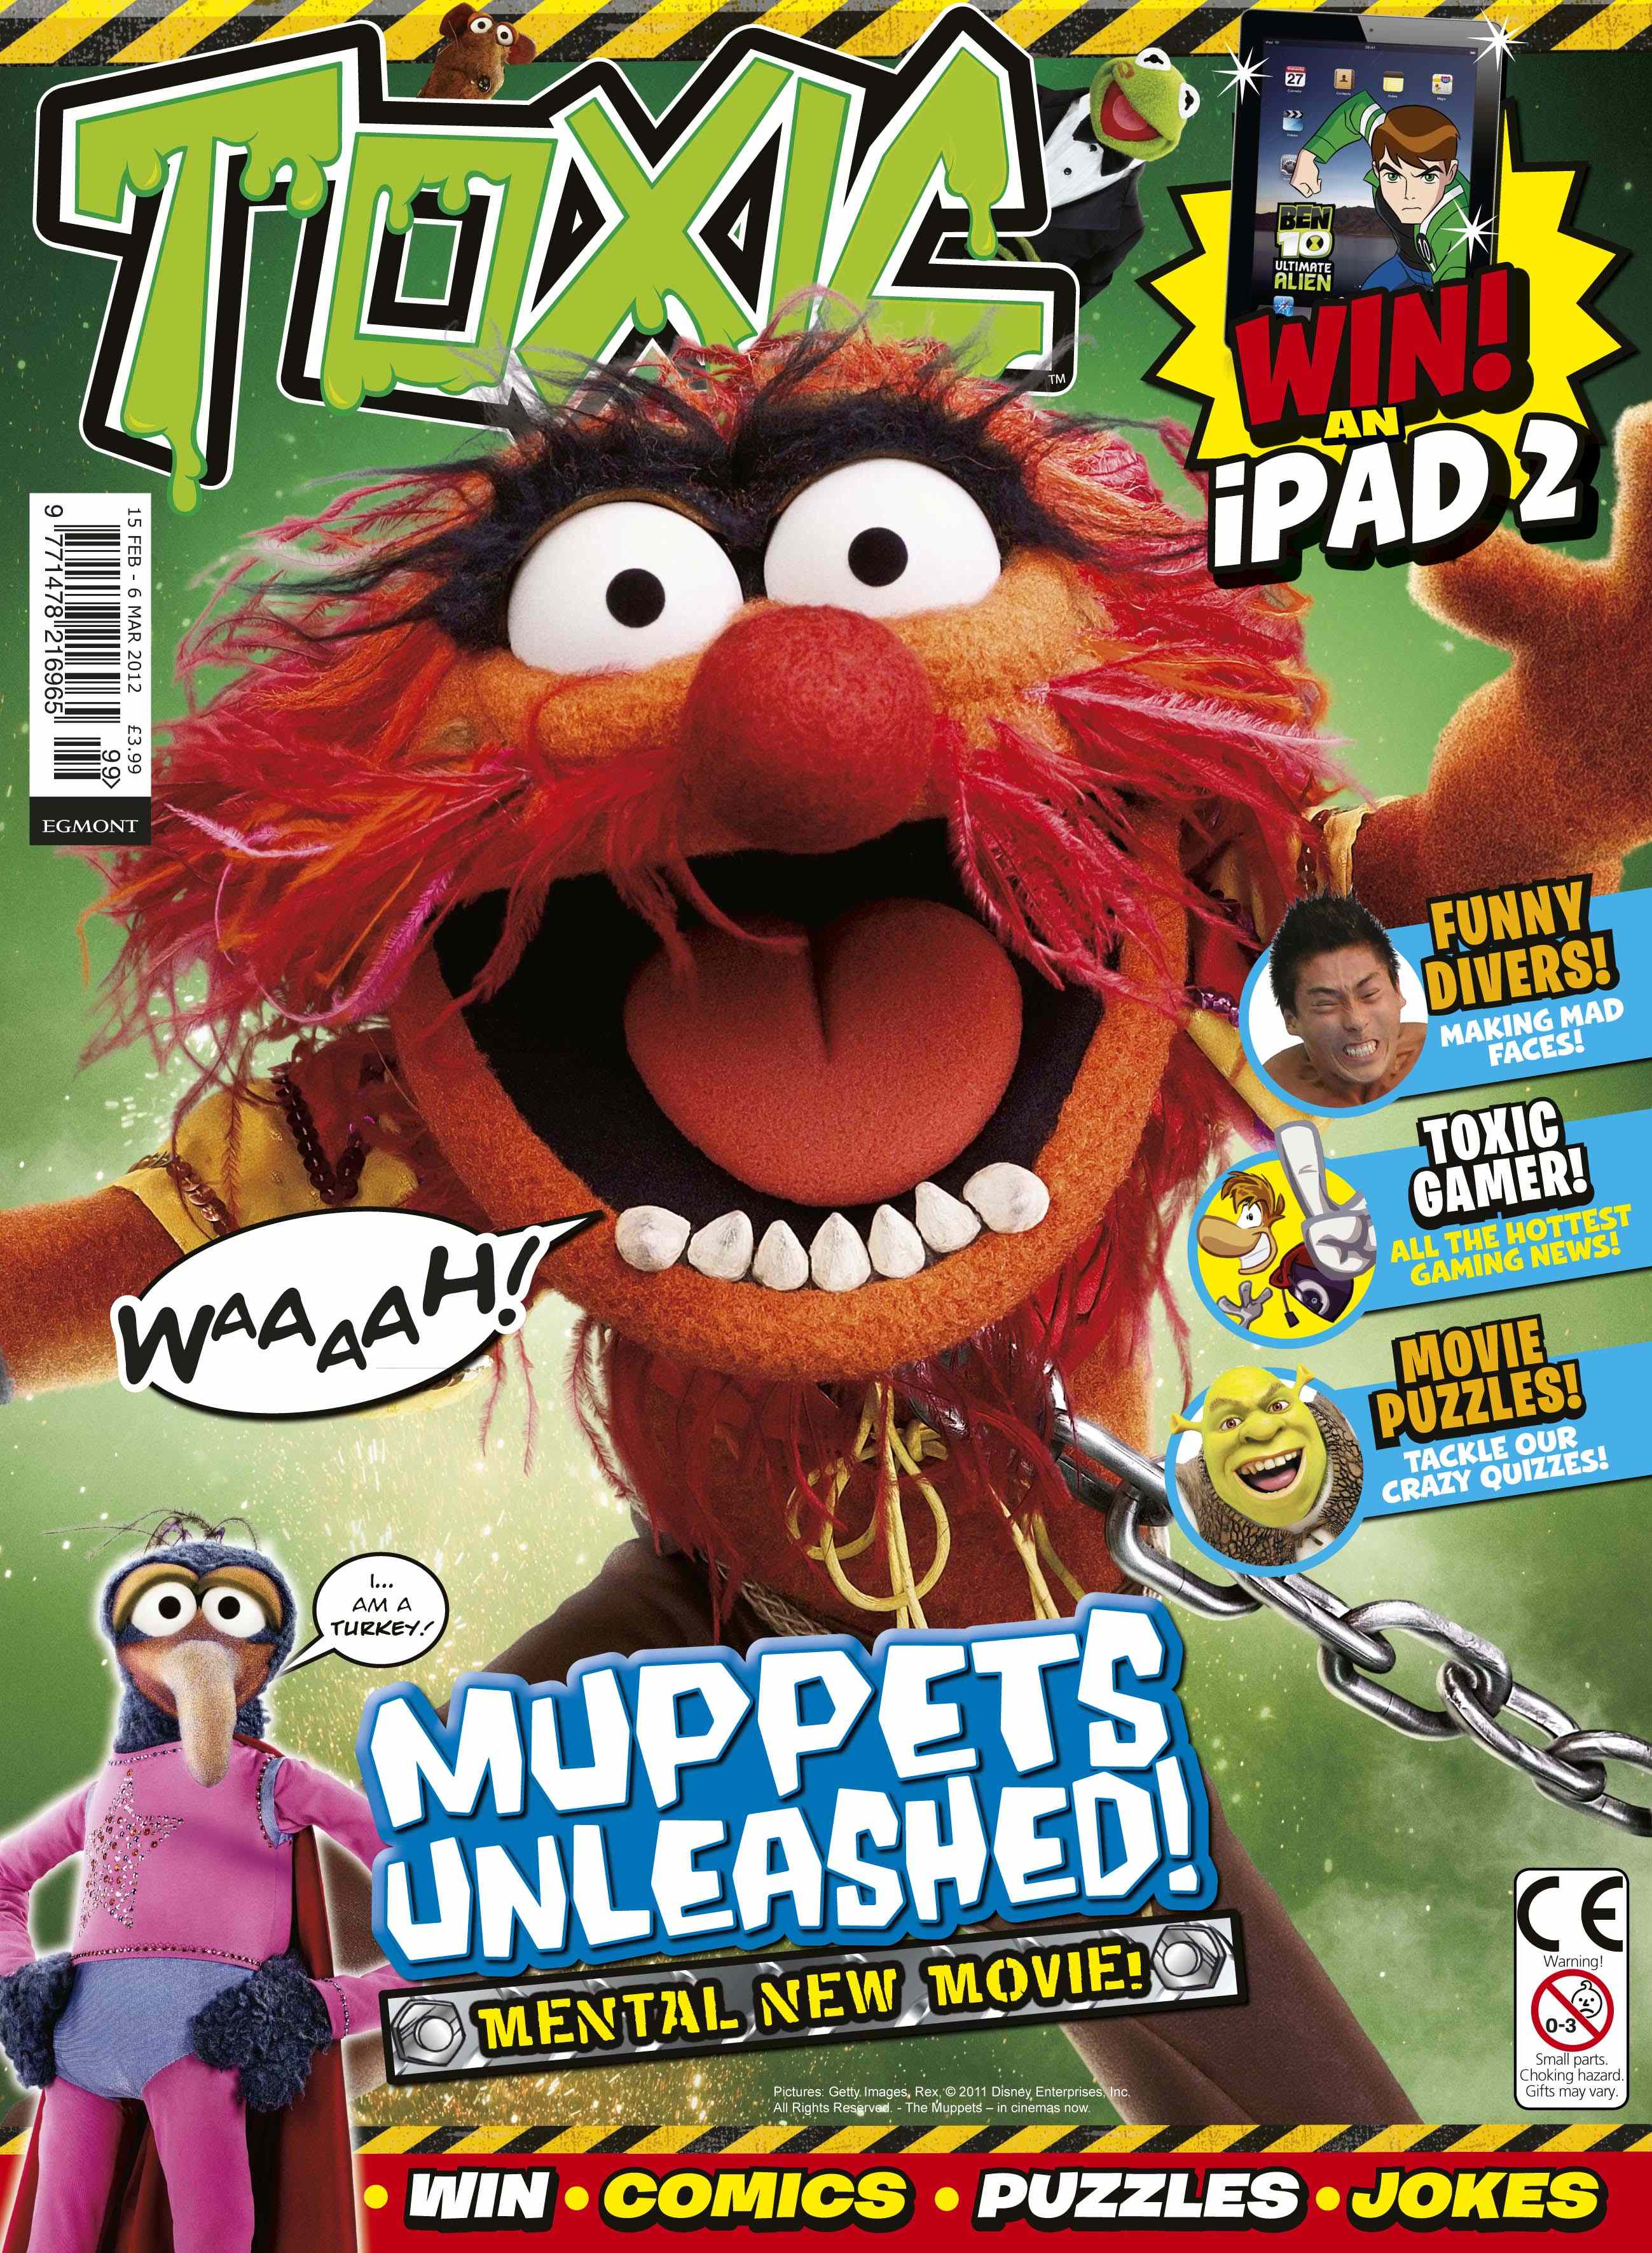 TOXIC
TM
BEN
10
ULTIMATE
ALIEN
27
WIN!
AN
iPAD 2
15 FEB - 6 MAR 2012 £3.99
9 771478 216965
99>
EGMONT
FUNNY
DIVERS!
MAKING MAD
FACES!
TOXIC
GAMER!
ALL THE HOTTEST
GAMING NEWS!
MOVIE
PUZZLES!
TACKLE OUR
CRAZY QUIZZES!
WAAAAH!
I...
AM A
TURKEY!
MUPPETS
UNLEASHED!
MENTAL NEW MOVIE!
CE
Warning!
0-3
Small parts.
Choking hazard.
Gifts may vary.
Pictures: Getty Images, Rex, © 2011 Disney Enterprises, Inc.
All Rights Reserved. - The Muppets – in cinemas now.
• WIN • COMICS • PUZZLES • JOKES